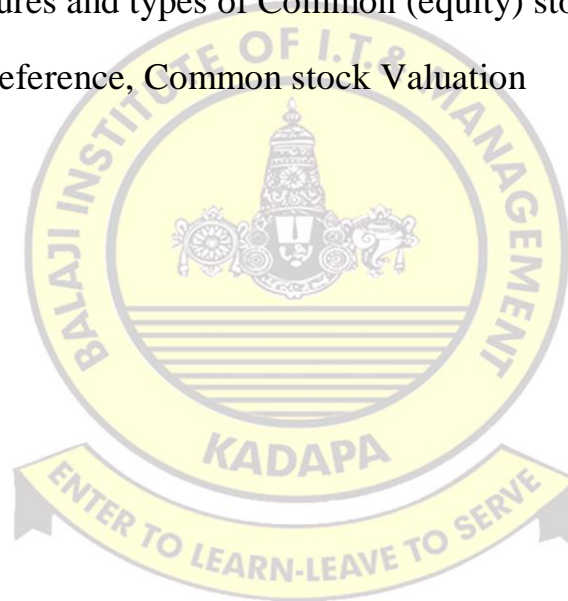 ures and types of Common (equity) sto
eference, Common stock Valuation
BALAJI INSTITUTE OF I.T & MANAGEMENT
KADAPA
ENTER TO LEARN-LEAVE TO SERVE